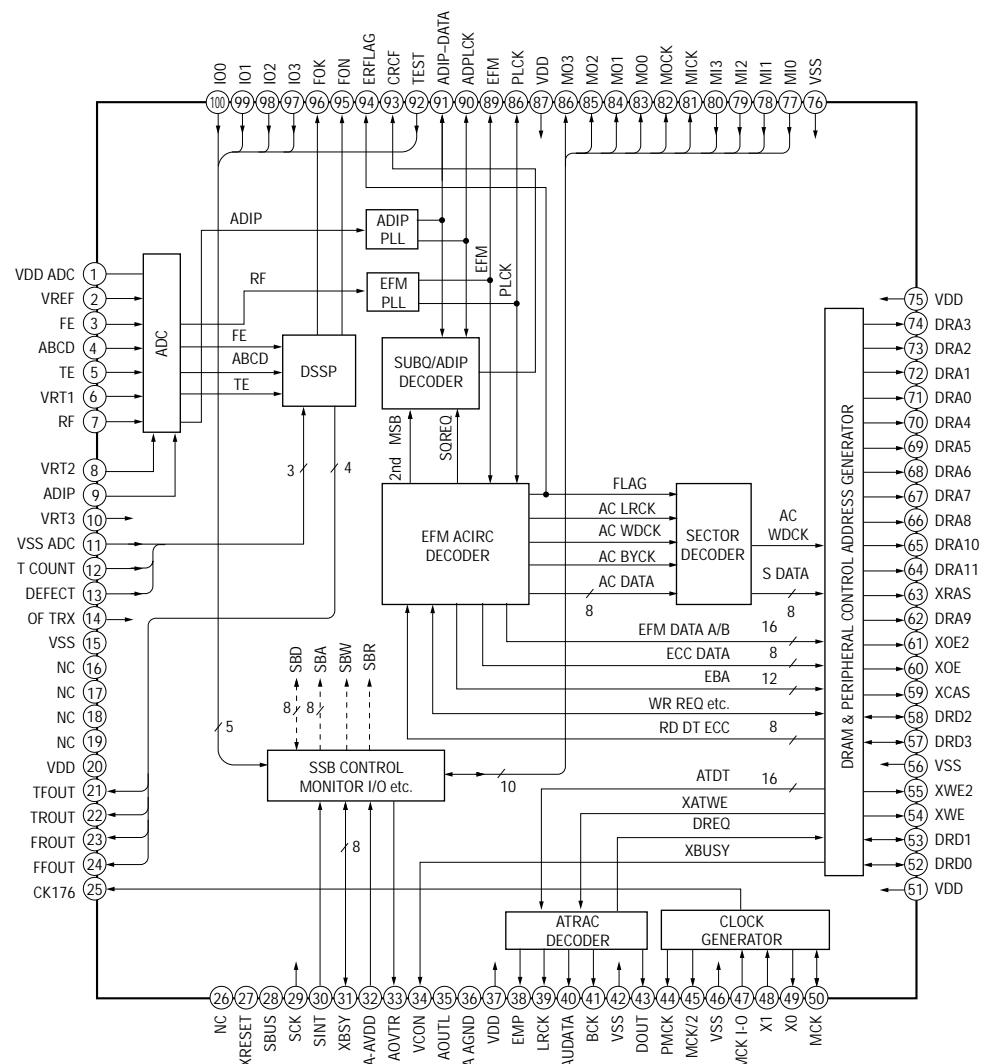 IO0
IO1
IO2
IO3
FOK
FON
ERFLAG
CRCF
TEST
ADIP–DATA
ADPLCK
EFM
PLCK
VDD
MO3
MO2
MO1
MO0
MOCK
MICK
MI3
MI2
MI1
MI0
VSS
100 99 98 97 96 95 94 93 92 91 90 89 86 87 86 85 84 83 82 81 80 79 78 77 76
VDD ADC 1
VREF 2
FE 3
ABCD 4
TE 5
VRT1 6
RF 7
VRT2 8
ADIP 9
VRT3 10
VSS ADC 11
T COUNT 12
DEFECT 13
OF TRX 14
VSS 15
NC 16
NC 17
NC 18
NC 19
VDD 20
TFOUT 21
TROUT 22
FROUT 23
FFOUT 24
CK176 25
ADC
ADIP
RF
FE
ABCD
TE
ADIP
PLL
EFM
PLL
EFM
PLCK
DSSP
3
4
SUBQ/ADIP
DECODER
2nd MSB
SQREQ
EFM ACIRC
DECODER
FLAG
AC LRCK
AC WDCK
AC BYCK
AC DATA
8
SECTOR
DECODER
AC
WDCK
S DATA
8
EFM DATA A/B 16
ECC DATA 8
EBA 12
WR REQ etc.
RD DT ECC 8
ATDT 16
XATWE
DREQ
XBUSY
SBD
SBA
SBW
SBR
8
8
5
SSB CONTROL
MONITOR I/O etc.
10
8
ATRAC
DECODER
CLOCK
GENERATOR
DRAM & PERIPHERAL CONTROL ADDRESS GENERATOR
75 VDD
74 DRA3
73 DRA2
72 DRA1
71 DRA0
70 DRA4
69 DRA5
68 DRA6
67 DRA7
66 DRA8
65 DRA10
64 DRA11
63 XRAS
62 DRA9
61 XOE2
60 XOE
59 XCAS
58 DRD2
57 DRD3
56 VSS
55 XWE2
54 XWE
53 DRD1
52 DRD0
51 VDD
26 27 28 29 30 31 32 33 34 35 36 37 38 39 40 41 42 43 44 45 46 47 48 49 50
NC
XRESET
SBUS
SCK
SINT
XBSY
A-AVDD
AOVTR
VCON
AOUTL
A AGND
VDD
EMP
LRCK
AUDATA
BCK
VSS
DOUT
PMCK
MCK/2
VSS
MCK I-O
X1
X0
MCK